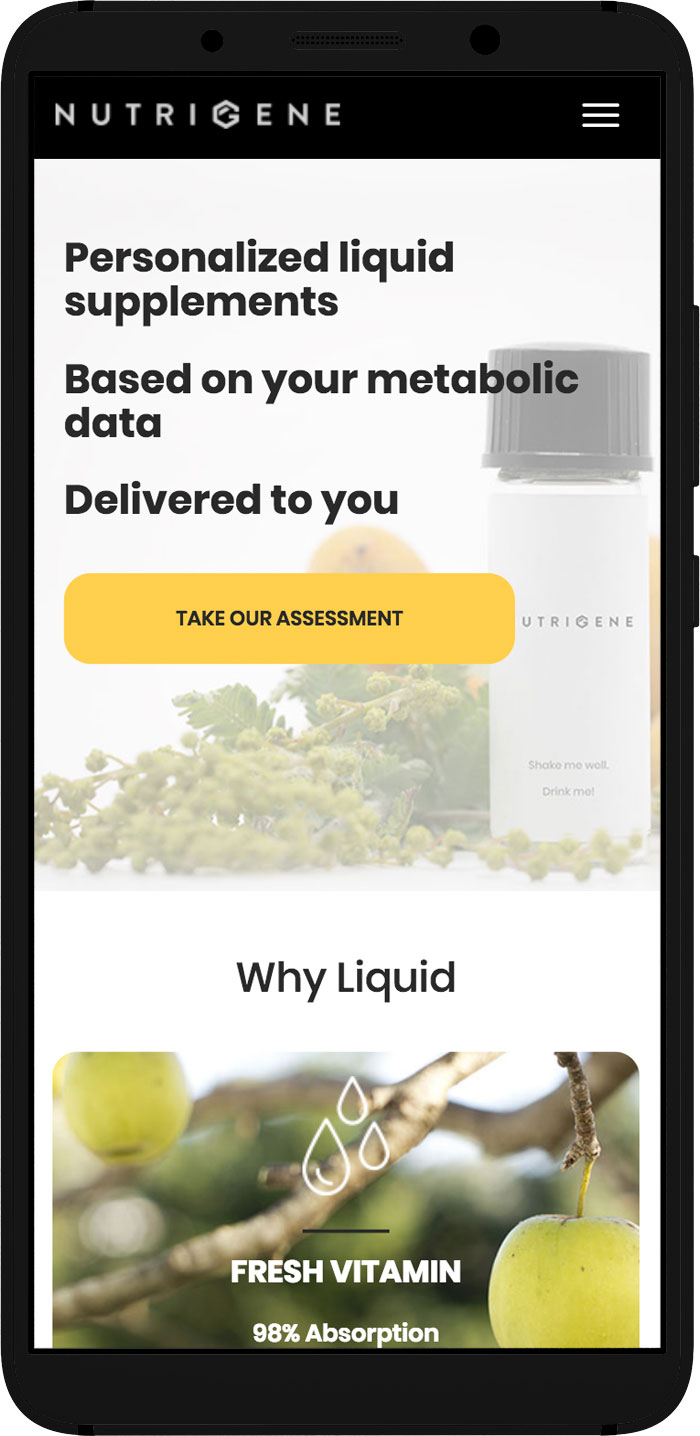 NUTRIGENE
Personalized liquid
supplements
Based on your metabolic
data
Delivered to you
TAKE OUR ASSESSMENT
UTRIGENE
Shake me well.
Drink me!
Why Liquid
FRESH VITAMIN
98% Absorption